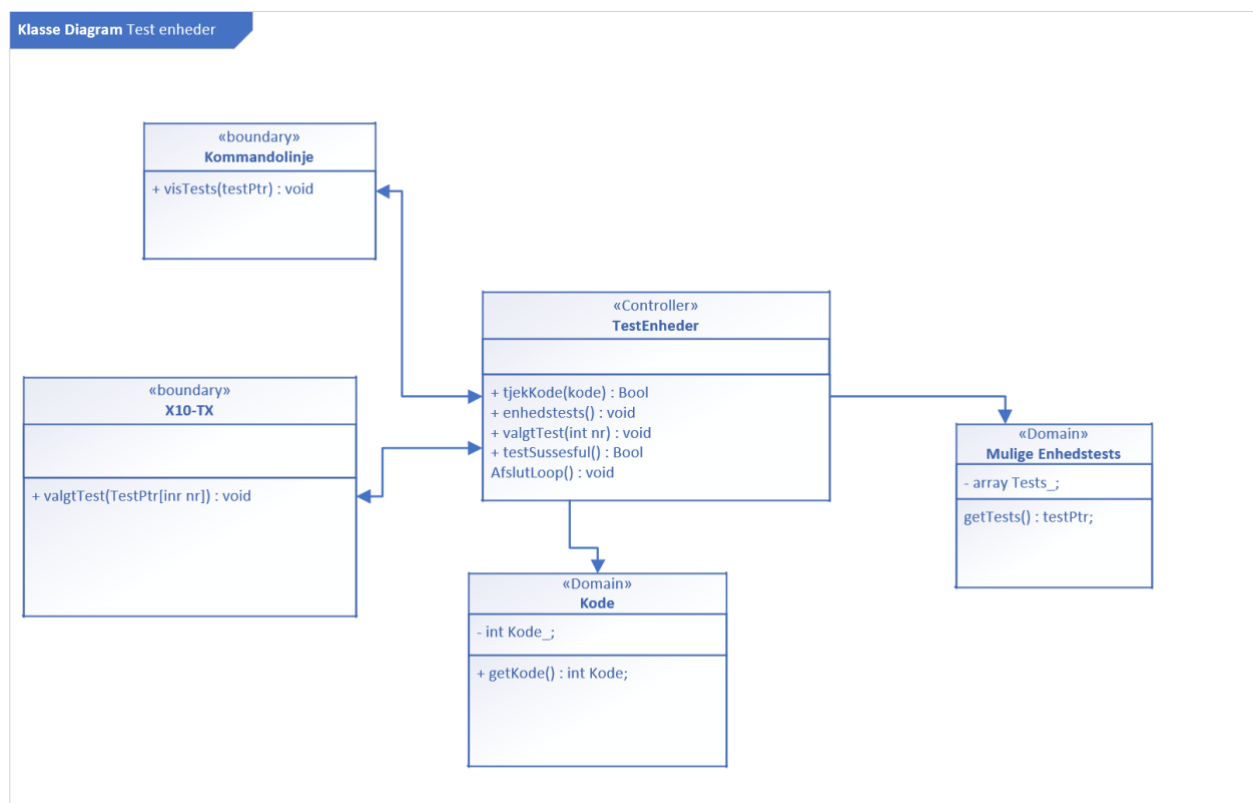 Klasse Diagram Test enheder
«boundary»
Kommandolinje
+ visTests(testPtr) : void
«Controller»
TestEnheder
+ tjekKode(kode) : Bool
+ enhedstests() : void
+ valgtTest(int nr) : void
+ testSussesful() : Bool
AfslutLoop() : void
«boundary»
X10-TX
+ valgtTest(TestPtr[inr nr]) : void
«Domain»
Mulige Enhedstests
- array Tests_;
getTests() : testPtr;
«Domain»
Kode
- int Kode_;
+ getKode() : int Kode;